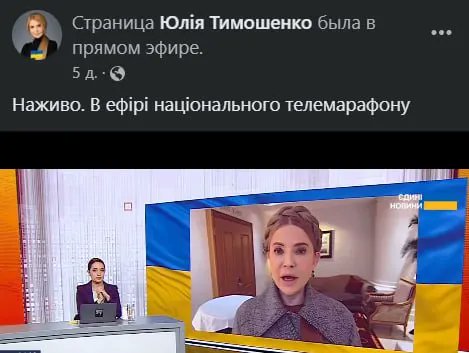 Страница Юлія Тимошенко была в
прямом эфире.
5 д. ·
Наживо. В ефірі національного телемарафону
ЄДИНІ
НОВИНИ